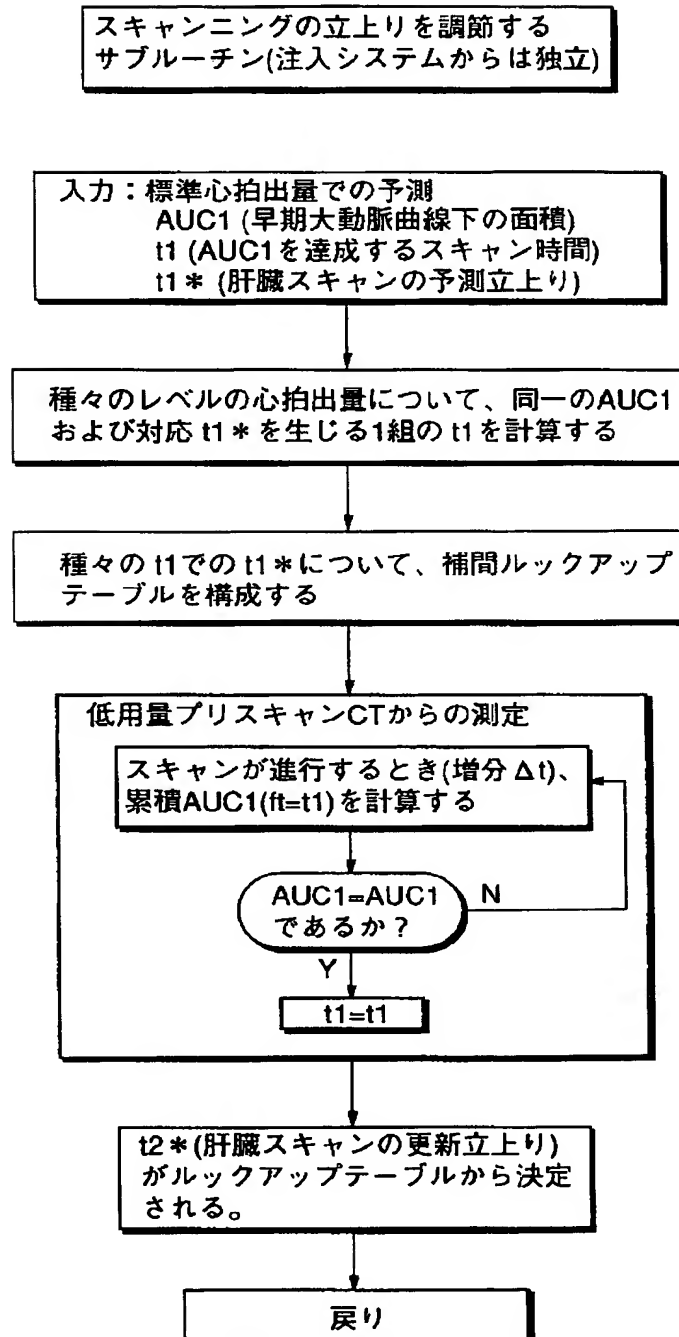 スキャンニングの立上りを調節する
サブルーチン(注入システムからは独立)
入力：標準心拍出量での予測
AUC1 (早期大動脈曲線下の面積)
t1 (AUC1を達成するスキャン時間)
t1* (肝臓スキャンの予測立上り)
種々のレベルの心拍出量について、同一のAUC1
および対応 t1* を生じる1組の t1 を計算する
種々の t1での t1*について、補間ルックアップ
テーブルを構成する
低用量プリスキャンCTからの測定
スキャンが進行するとき(増分 Δt)、
累積AUC1(ft=t1)を計算する
AUC1=AUC1
であるか？
N
Y
t1=t1
t2*(肝臓スキャンの更新立上り)
がルックアップテーブルから決定
される。
戻り